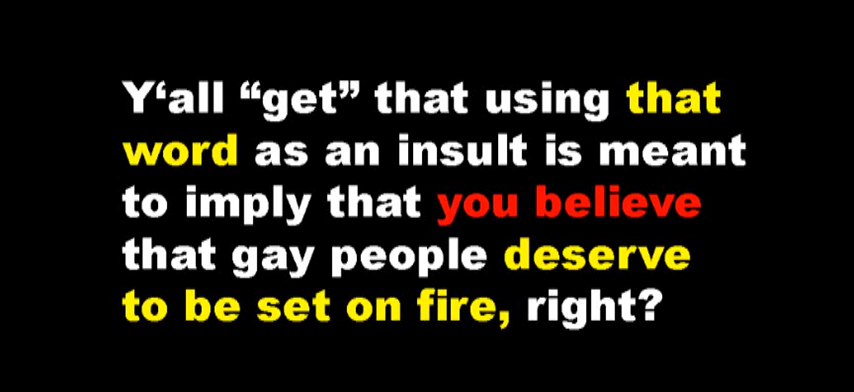 Y‘all “get” that using that
word as an insult is meant
to imply that you believe
that gay people deserve
to be set on fire, right?